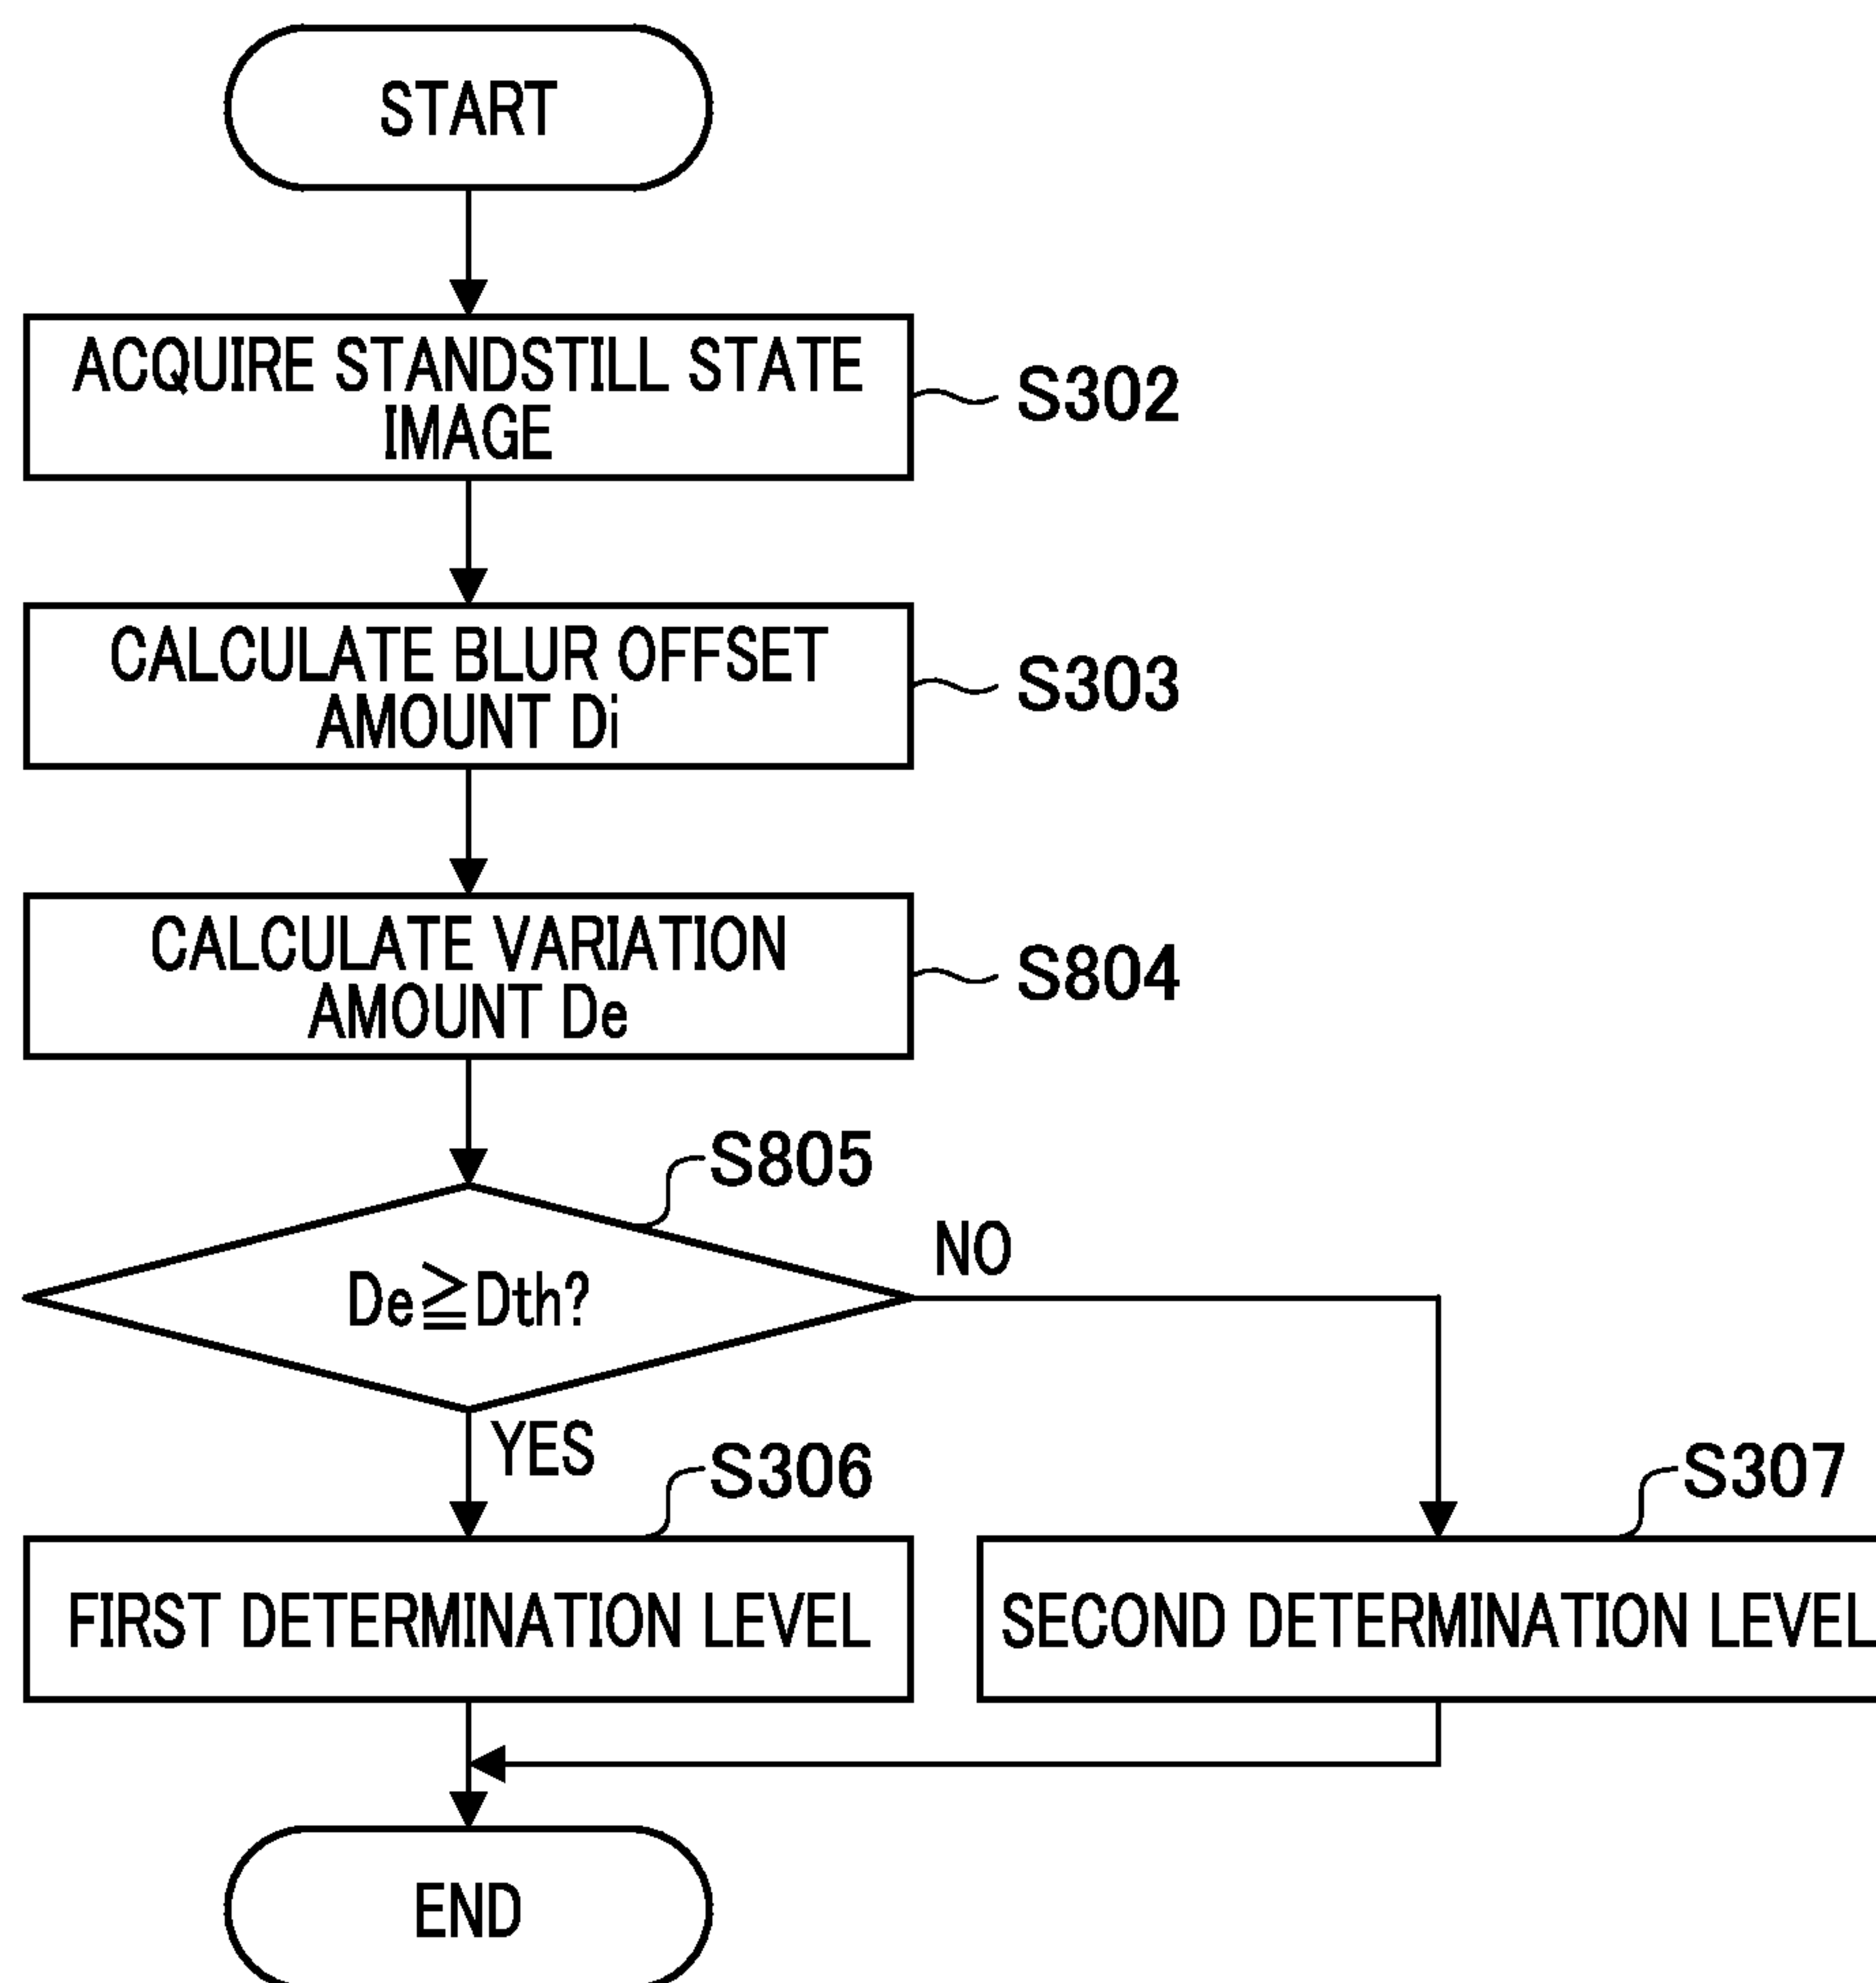 START
ACQUIRE STANDSTILL STATE
IMAGE
S302
CALCULATE BLUR OFFSET
AMOUNT Di
S303
CALCULATE VARIATION
AMOUNT De
S804
S805
De≧Dth?
NO
YES
S306
S307
FIRST DETERMINATION LEVEL
SECOND DETERMINATION LEVEL
END